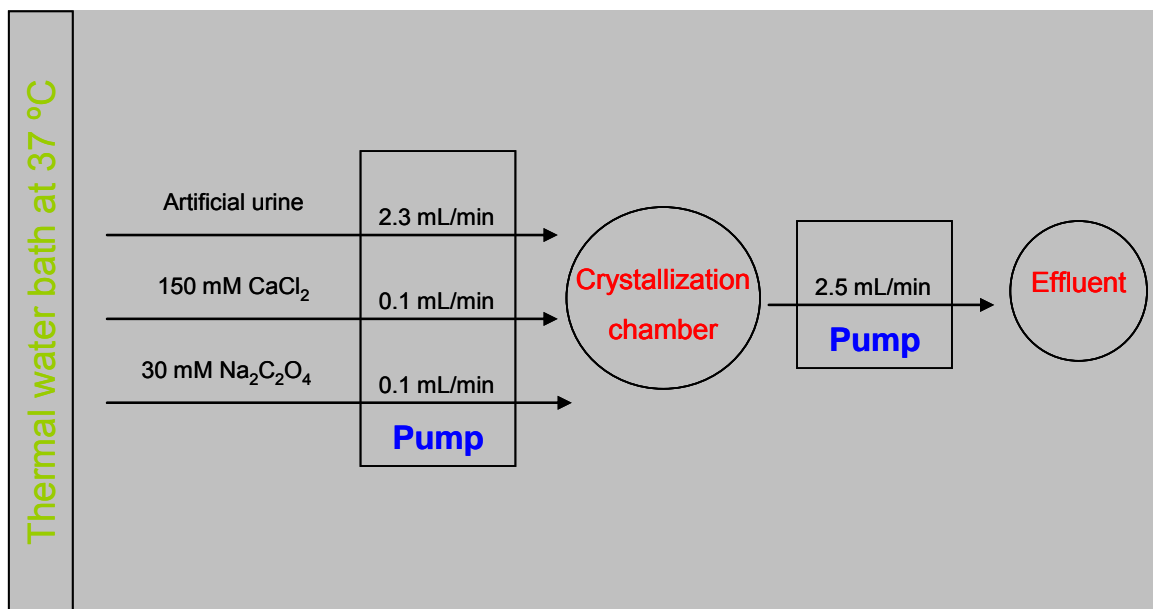 Thermal water bath at 37 ºC
Artificial urine
2.3 mL/min
150 mM CaCl₂
0.1 mL/min
30 mM Na₂C₂O₄
0.1 mL/min
Pump
Crystallization
chamber
2.5 mL/min
Pump
Effluent